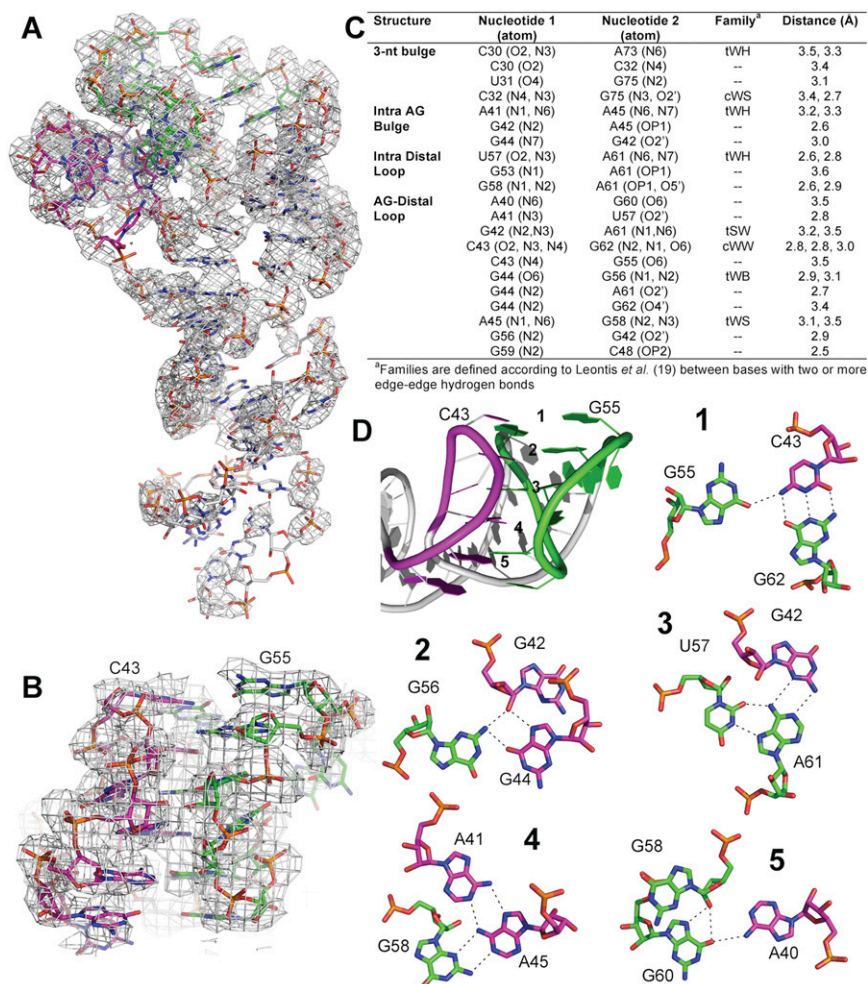 A
C
Structure Nucleotide 1 (atom) Nucleotide 2 (atom) Familyᵃ Distance (Å)
3-nt bulge C30 (O2, N3) A73 (N6) tWH 3.5, 3.3
C30 (O2) C32 (N4) -- 3.4
U31 (O4) G75 (N2) -- 3.1
C32 (N4, N3) G75 (N3, O2') cWS 3.4, 2.7
Intra AG A41 (N1, N6) A45 (N6, N7) tWH 3.2, 3.3
Bulge G42 (N2) A45 (OP1) -- 2.6
G44 (N7) G42 (O2') -- 3.0
Intra Distal U57 (O2, N3) A61 (N6, N7) tWH 2.6, 2.8
Loop G53 (N1) A61 (OP1) -- 3.6
G58 (N1, N2) A61 (OP1, O5') -- 2.6, 2.9
AG-Distal A40 (N6) G60 (O6) -- 3.5
Loop A41 (N3) U57 (O2') -- 2.8
G42 (N2,N3) A61 (N1,N6) tSW 3.2, 3.5
C43 (O2, N3, N4) G62 (N2, N1, O6) cWW 2.8, 2.8, 3.0
C43 (N4) G55 (O6) -- 3.5
G44 (O6) G56 (N1, N2) tWB 2.9, 3.1
G44 (N2) A61 (O2') -- 2.7
G44 (N2) G62 (O4') -- 3.4
A45 (N1, N6) G58 (N2, N3) tWS 3.1, 3.5
G56 (N2) G42 (O2') -- 2.9
G59 (N2) C48 (OP2) -- 2.5
ᵃFamilies are defined according to Leontis et al. (19) between bases with two or more
edge-edge hydrogen bonds
D
C43
G55
1
2
3
4
5
1
C43
G55
G62
B
C43
G55
2
G42
G56
G44
3
G42
U57
A61
4
A41
G58
A45
5
G58
G60
A40